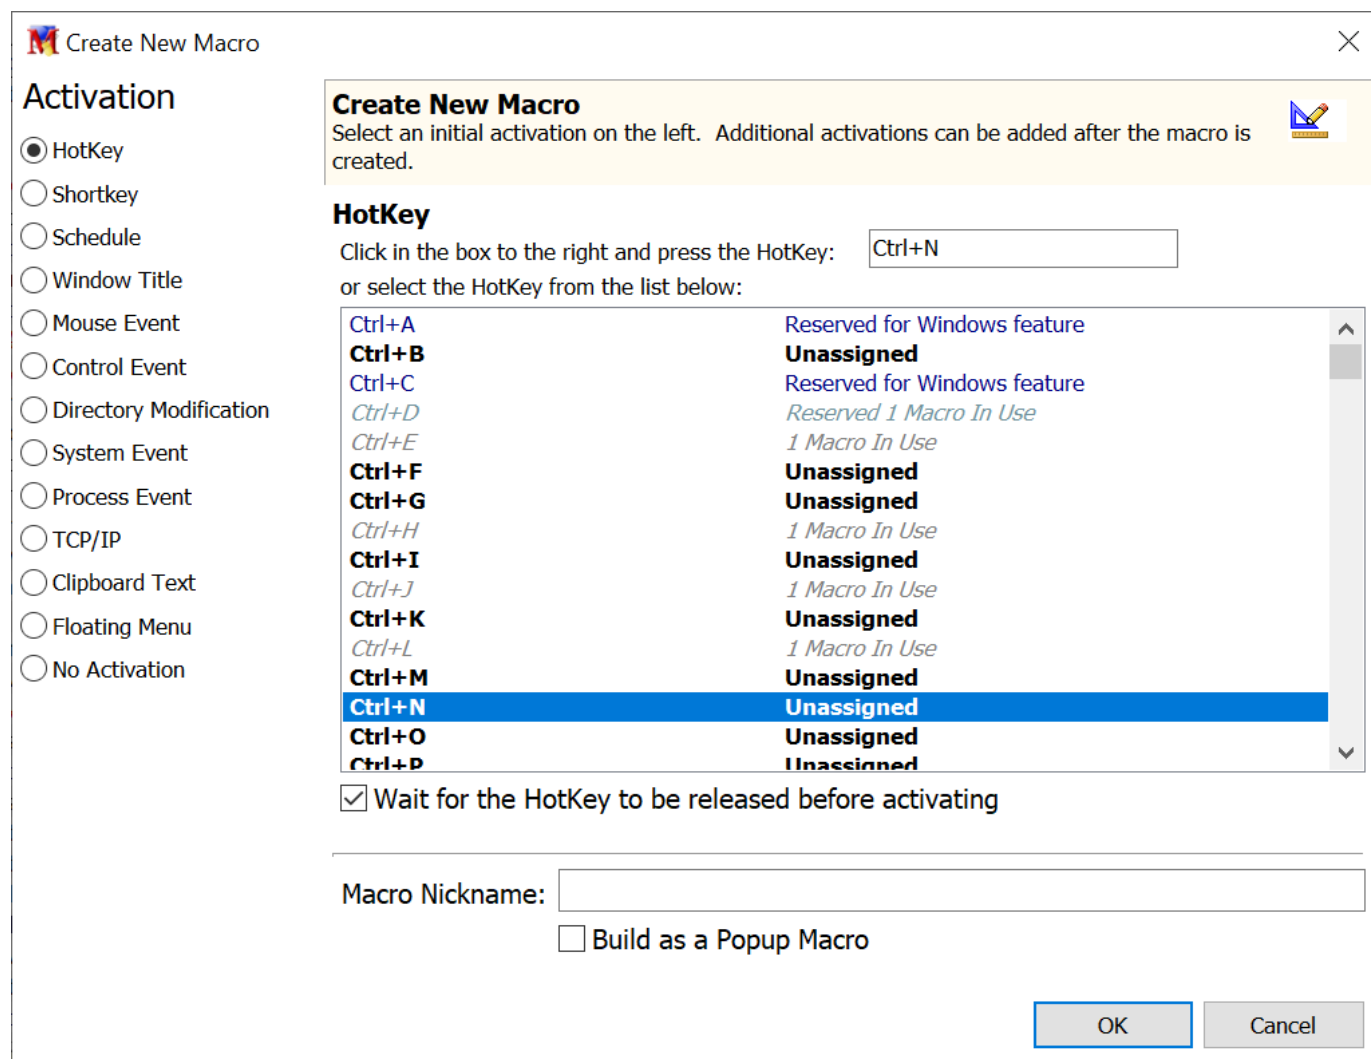 Create New Macro
Activation
HotKey
Shortkey
Schedule
Window Title
Mouse Event
Control Event
Directory Modification
System Event
Process Event
TCP/IP
Clipboard Text
Floating Menu
No Activation
Create New Macro
Select an initial activation on the left.  Additional activations can be added after the macro is
created.
HotKey
Click in the box to the right and press the HotKey: Ctrl+N
or select the HotKey from the list below:
Ctrl+A Reserved for Windows feature
Ctrl+B Unassigned
Ctrl+C Reserved for Windows feature
Ctrl+D Reserved 1 Macro In Use
Ctrl+E 1 Macro In Use
Ctrl+F Unassigned
Ctrl+G Unassigned
Ctrl+H 1 Macro In Use
Ctrl+I Unassigned
Ctrl+J 1 Macro In Use
Ctrl+K Unassigned
Ctrl+L 1 Macro In Use
Ctrl+M Unassigned
Ctrl+N Unassigned
Ctrl+O Unassigned
Ctrl+P Unassigned
Wait for the HotKey to be released before activating
Macro Nickname:
Build as a Popup Macro
OK Cancel